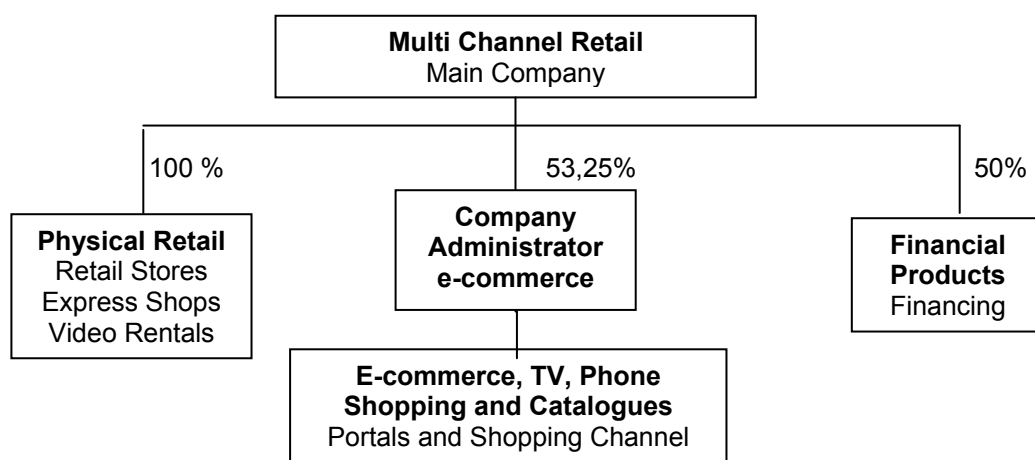 Multi Channel Retail
Main Company
100 %
53,25%
50%
Physical Retail
Retail Stores
Express Shops
Video Rentals
Company
Administrator
e-commerce
Financial
Products
Financing
E-commerce, TV, Phone
Shopping and Catalogues
Portals and Shopping Channel